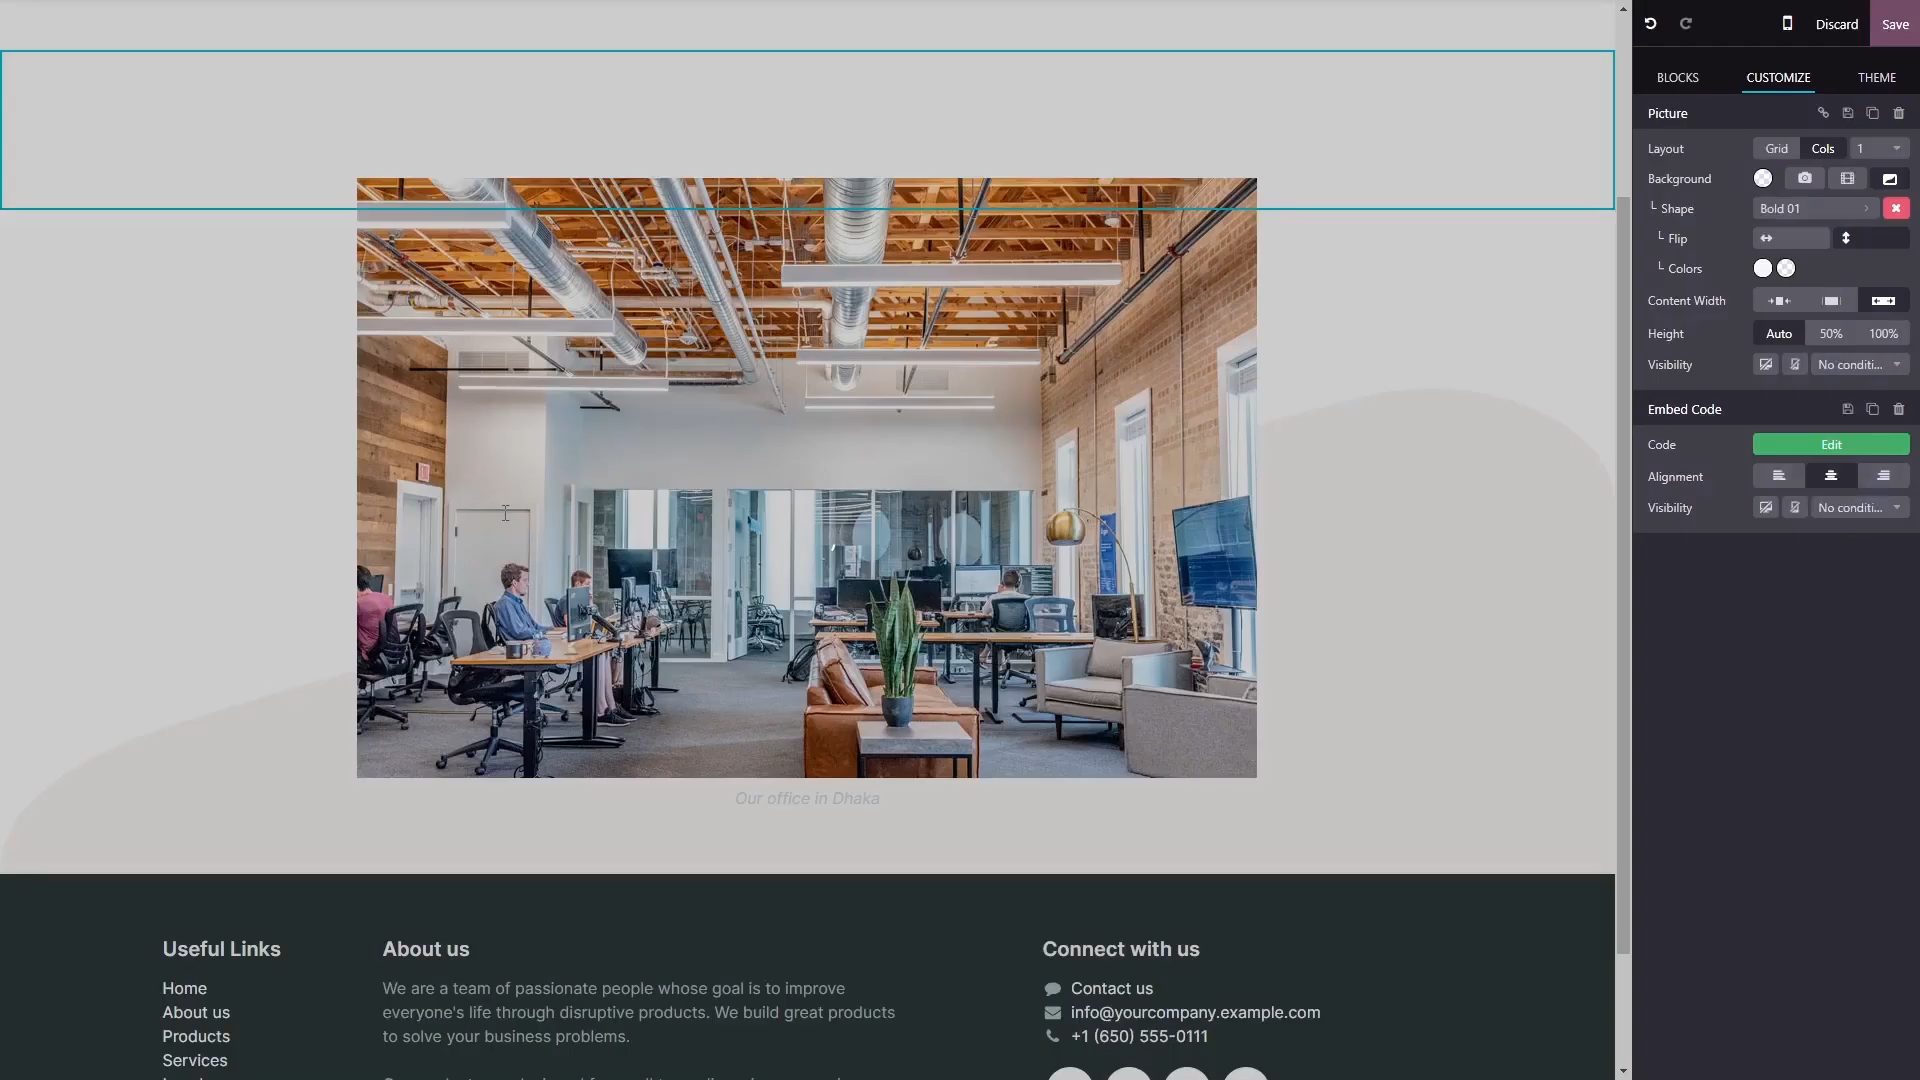 Discard
Save
BLOCKS
CUSTOMIZE
THEME
Picture
Layout
Grid
Cols
1
Background
Shape
Bold 01
Flip
Colors
Content Width
Height
Auto
50%
100%
Visibility
No conditi...
Embed Code
Code
Edit
Alignment
Visibility
No conditi...
Our office in Dhaka
Useful Links
Home
About us
Products
Services
About us
We are a team of passionate people whose goal is to improve
everyone's life through disruptive products. We build great products
to solve your business problems.
Connect with us
Contact us
info@yourcompany.example.com
+1 (650) 555-0111